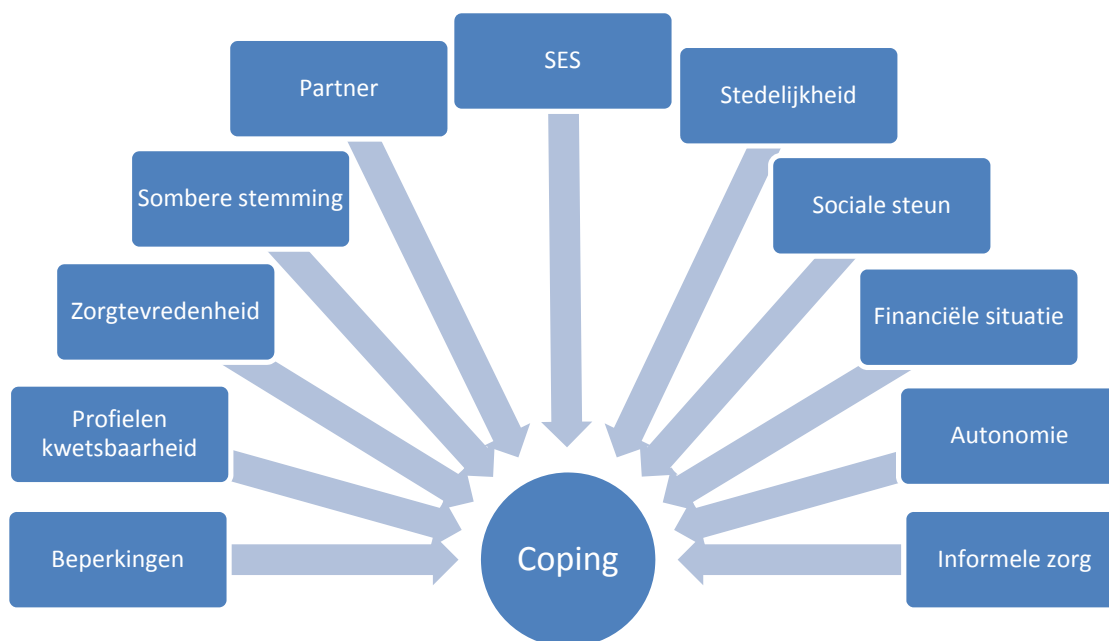 SES
Partner
Stedelijkheid
Sombere stemming
Sociale steun
Zorgtevredenheid
Financiële situatie
Profielen
kwetsbaarheid
Autonomie
Beperkingen
Coping
Informele zorg